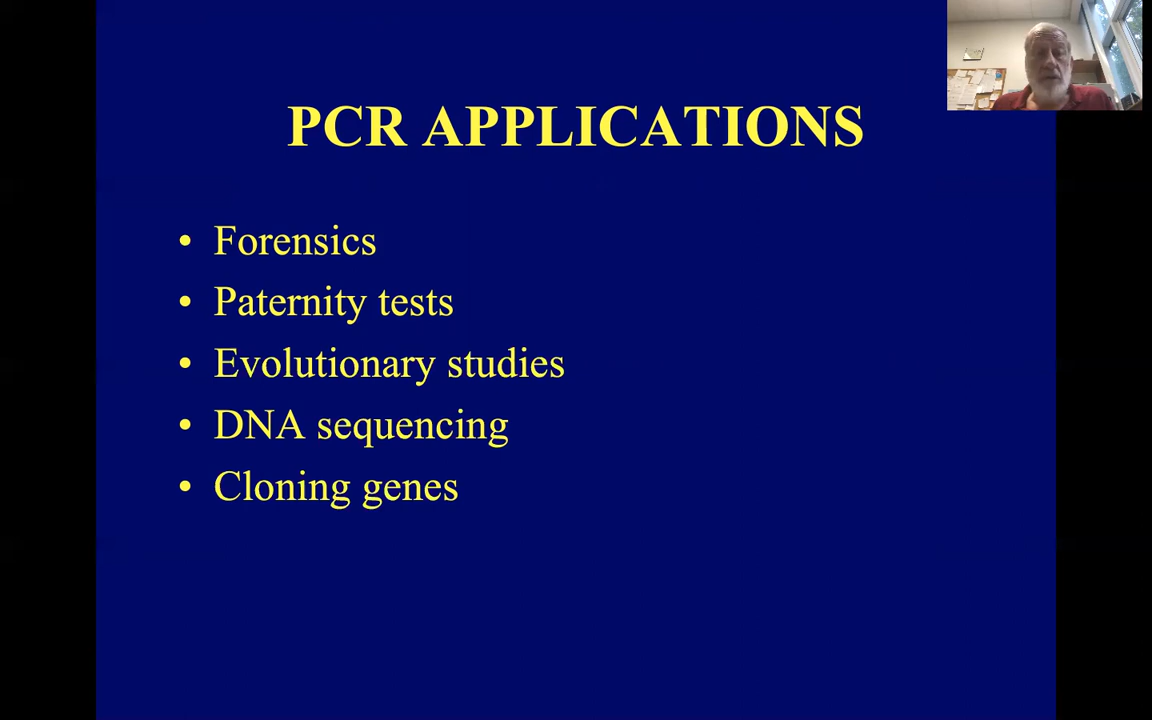 PCR APPLICATIONS
• Forensics
• Paternity tests
• Evolutionary studies
• DNA sequencing
• Cloning genes